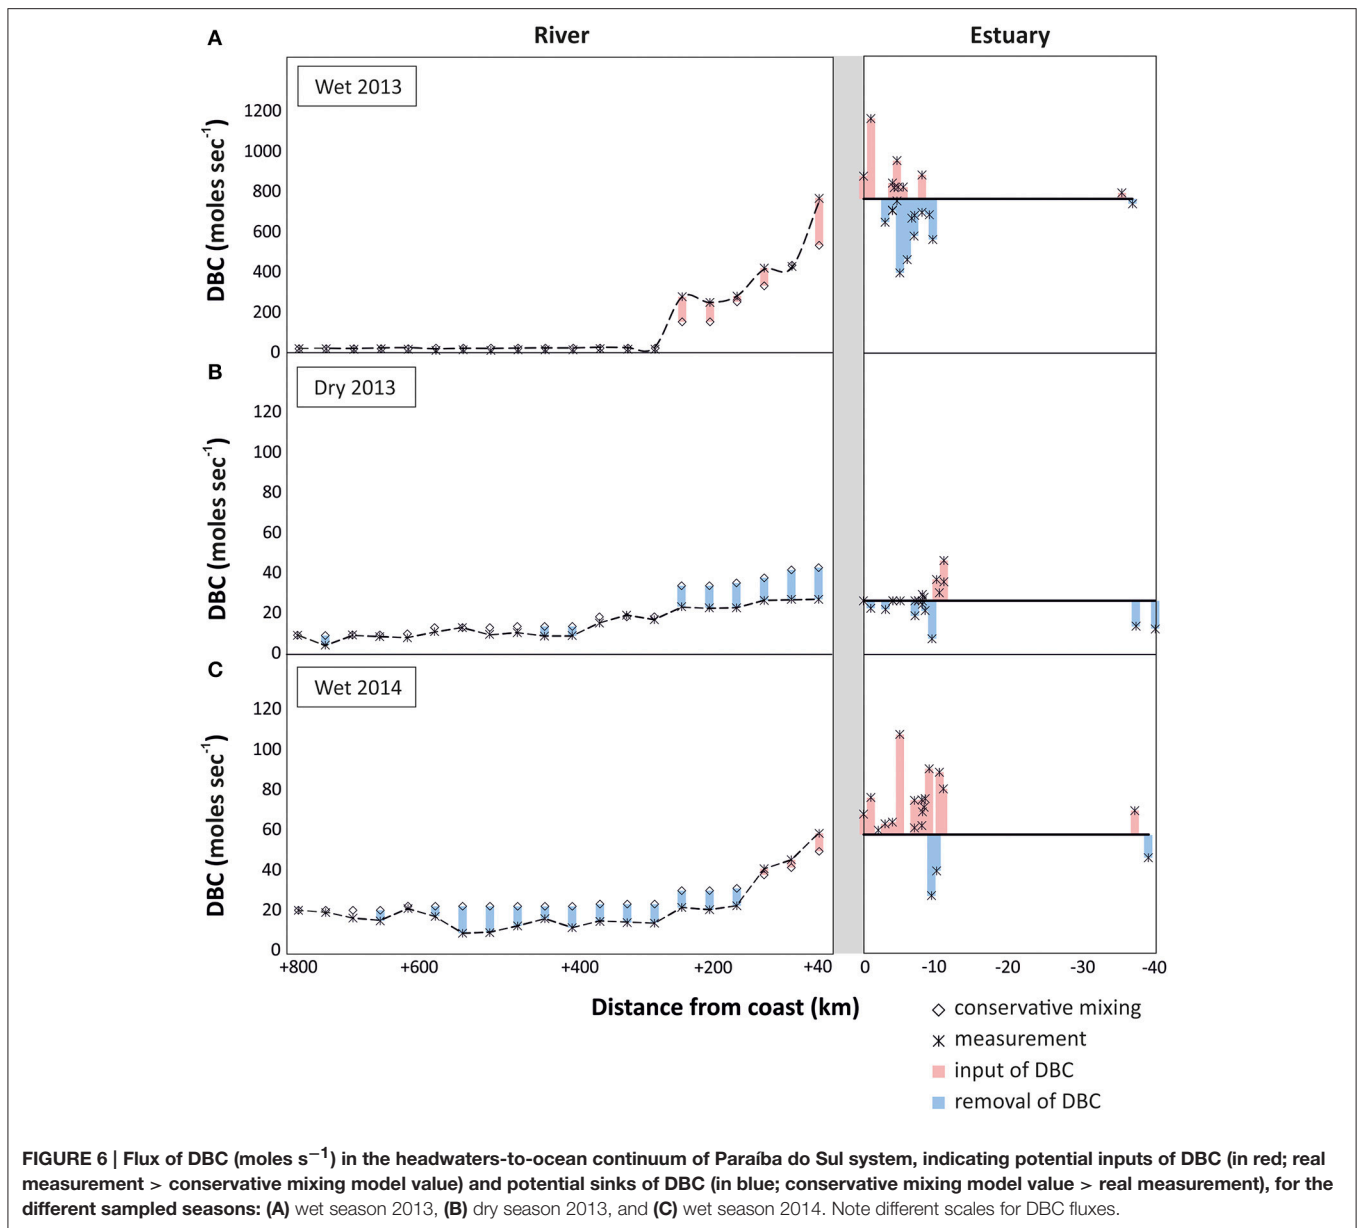 A
River
Estuary
Wet 2013
DBC (moles sec-1)
1200
1000
800
600
400
200
0
B
Dry 2013
DBC (moles sec-1)
120
100
80
60
40
20
0
C
Wet 2014
DBC (moles sec-1)
120
100
80
60
40
20
0
+800 +600 +400 +200 +40 0 -10 -20 -30 -40
Distance from coast (km)
conservative mixing
measurement
input of DBC
removal of DBC
FIGURE 6 | Flux of DBC (moles s−1) in the headwaters-to-ocean continuum of Paraíba do Sul system, indicating potential inputs of DBC (in red; real
measurement > conservative mixing model value) and potential sinks of DBC (in blue; conservative mixing model value > real measurement), for the
different sampled seasons: (A) wet season 2013, (B) dry season 2013, and (C) wet season 2014. Note different scales for DBC fluxes.